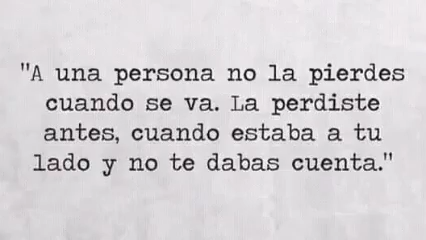 "A una persona no la pierdes
cuando se va. La perdiste
antes, cuando estaba a tu
lado y no te dabas cuenta."